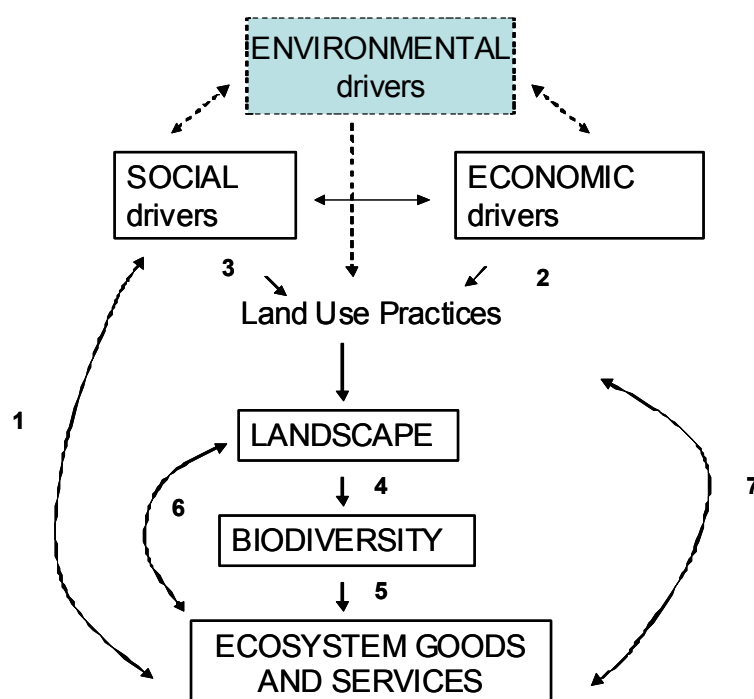 ENVIRONMENTAL
drivers
SOCIAL
drivers
ECONOMIC
drivers
3
2
Land Use Practices
1
LANDSCAPE
4
7
6
BIODIVERSITY
5
ECOSYSTEM GOODS
AND SERVICES